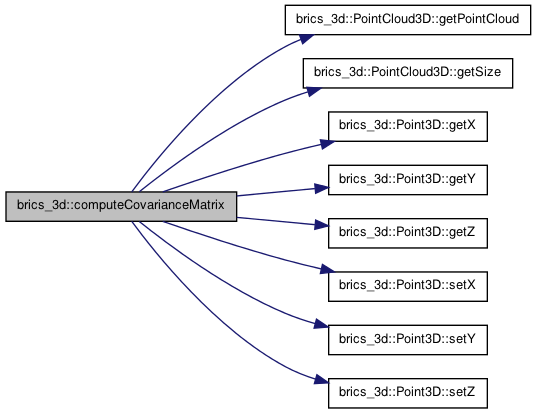 brics_3d::PointCloud3D::getPointCloud
brics_3d::PointCloud3D::getSize
brics_3d::Point3D::getX
brics_3d::Point3D::getY
brics_3d::computeCovarianceMatrix
brics_3d::Point3D::getZ
brics_3d::Point3D::setX
brics_3d::Point3D::setY
brics_3d::Point3D::setZ